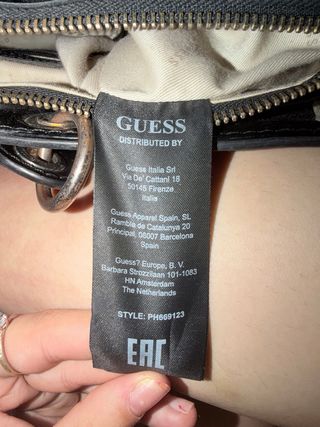 GUESS
DISTRIBUTED BY
Guess Italia Srl
Via De' Cattani 18
50145 Firenze
Italia
Guess Apparel Spain, SL
Rambla de Catalunya 20
Principal, 08007 Barcelona
Spain
Guess? Europe, B. V.
Barbara Strozzilaan 101-1083
HN Amsterdam
The Netherlands
STYLE: PH669123
EAC